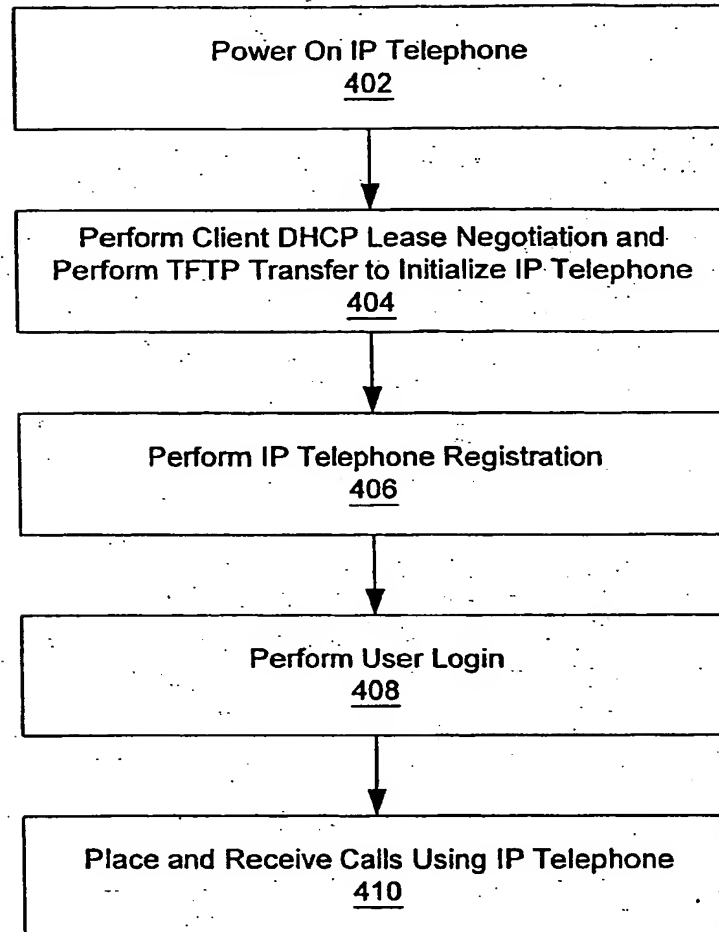 Power On IP Telephone
402
Perform Client DHCP Lease Negotiation and
Perform TFTP Transfer to Initialize IP Telephone
404
Perform IP Telephone Registration
406
Perform User Login
408
Place and Receive Calls Using IP Telephone
410